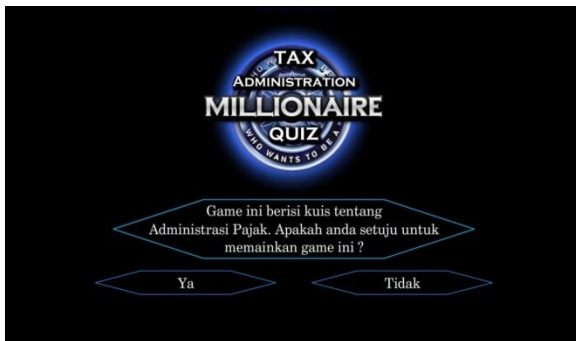 TAX
ADMINISTRATION
MILLIONAIRE
QUIZ
WHO WANTS TO BE A
Game ini berisi kuis tentang
Administrasi Pajak. Apakah anda setuju untuk
memainkan game ini ?
Ya
Tidak